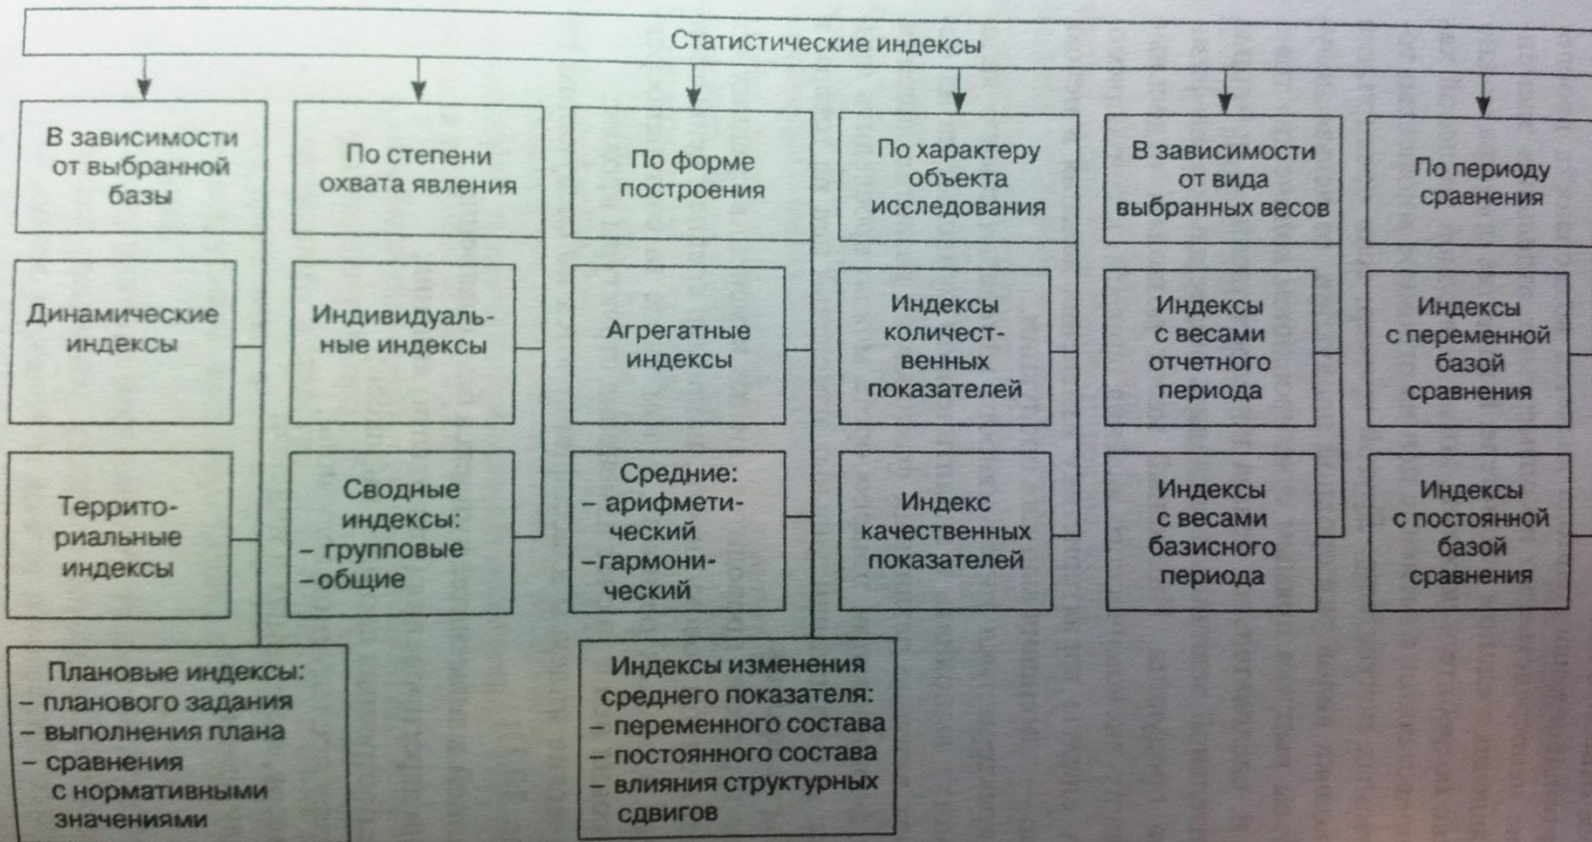 Статистические индексы
В зависимости
от выбранной
базы
Динамические
индексы
Террито-
риальные
индексы
Плановые индексы:
– планового задания
– выполнения плана
– сравнения
с нормативными
значениями
По степени
охвата явления
Индивидуаль-
ные индексы
Сводные
индексы:
– групповые
–общие
По форме
построения
Агрегатные
индексы
Средние:
– арифмети-
ческий
–гармони-
ческий
Индексы изменения
среднего показателя:
– переменного состава
– постоянного состава
– влияния структурных
сдвигов
По характеру
объекта
исследования
Индексы
количест-
венных
показателей
Индекс
качественных
показателей
В зависимости
от вида
выбранных весов
Индексы
с весами
отчетного
периода
Индексы
с весами
базисного
периода
По периоду
сравнения
Индексы
с переменной
базой
сравнения
Индексы
с постоянной
базой
сравнения